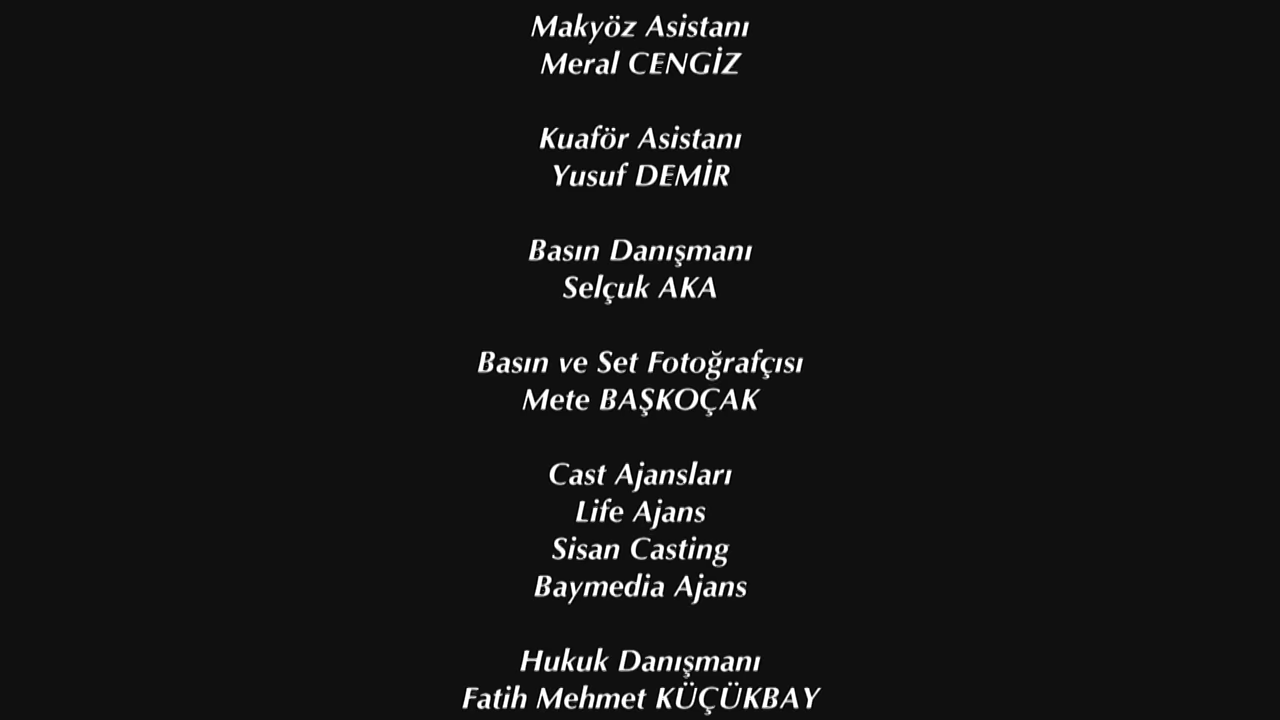 Makyöz Asistanı
Meral CENGİZ
Kuaför Asistanı
Yusuf DEMİR
Basın Danışmanı
Selçuk AKA
Basın ve Set Fotoğrafçısı
Mete BAŞKOÇAK
Cast Ajansları
Life Ajans
Sisan Casting
Baymedia Ajans
Hukuk Danışmanı
Fatih Mehmet KÜÇÜKBAY